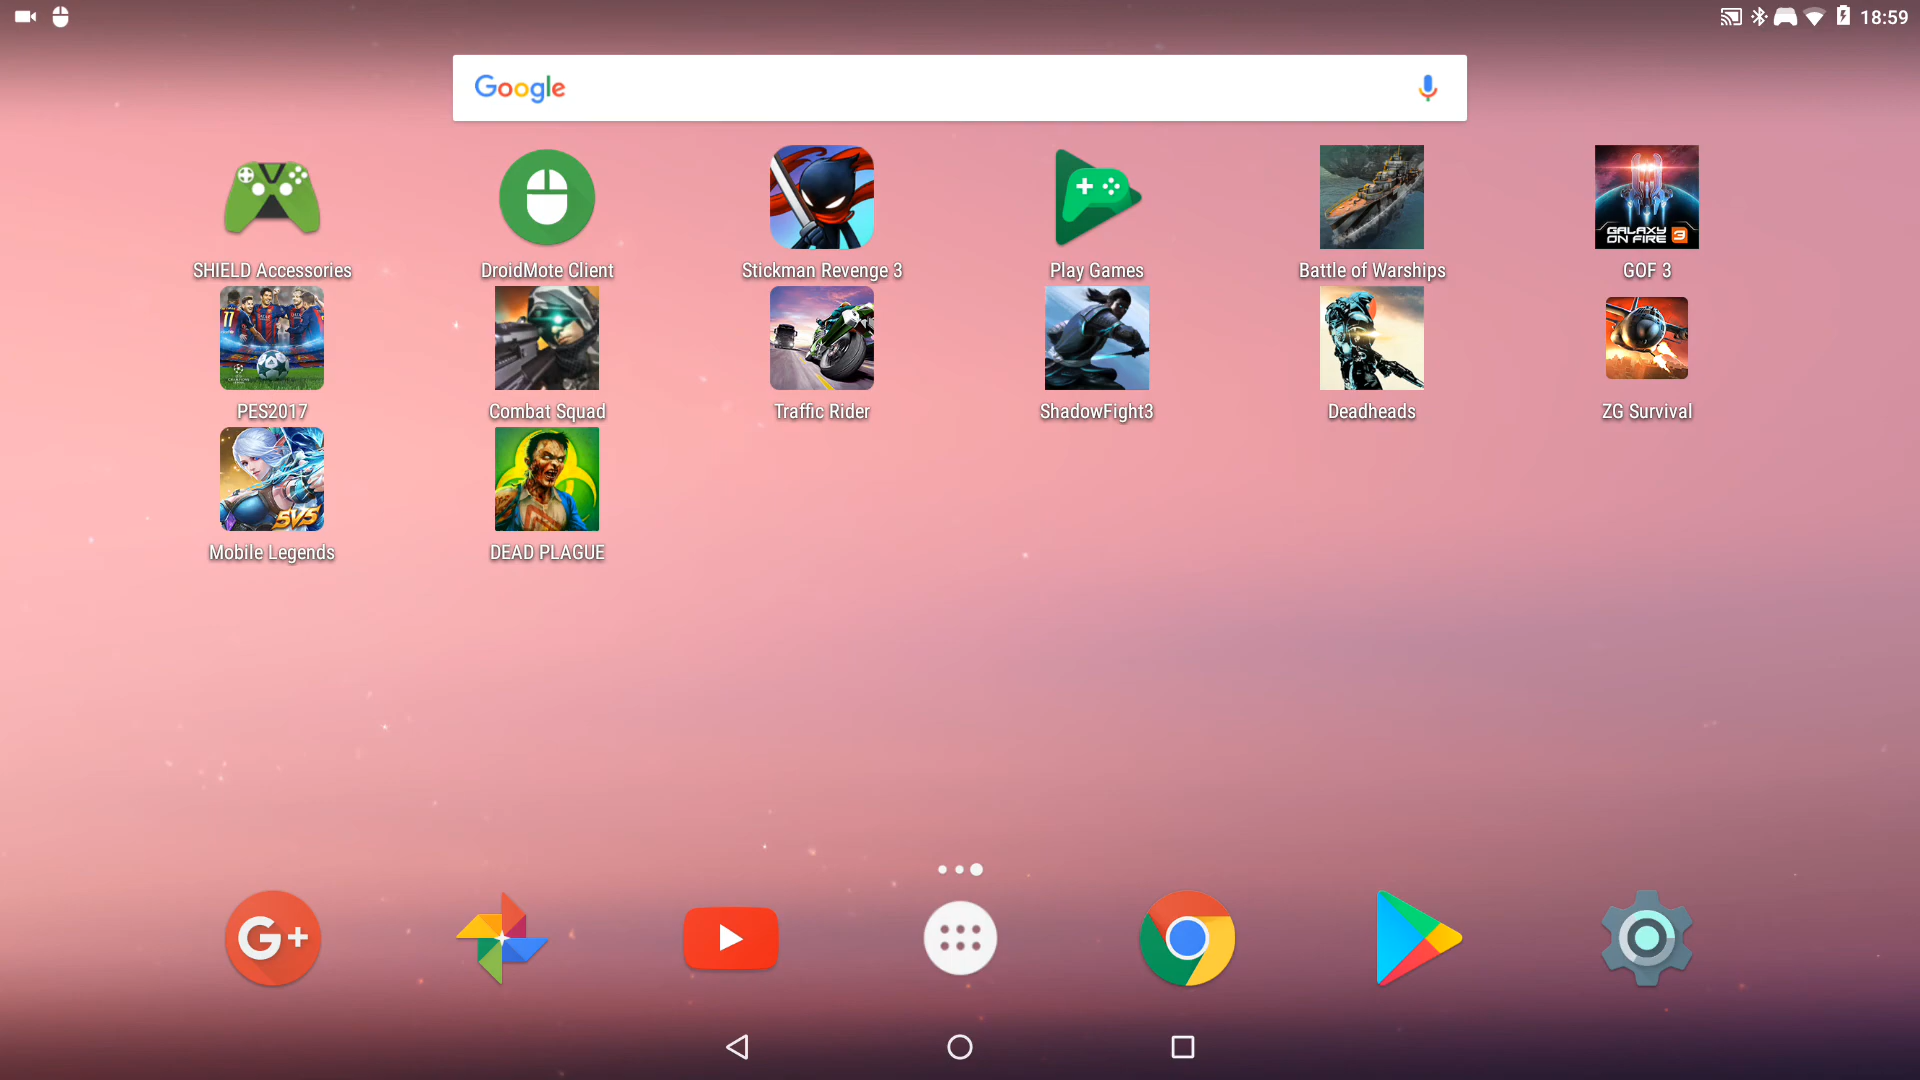 18:59
Google
SHIELD Accessories
DroidMote Client
Stickman Revenge 3
Play Games
Battle of Warships
GALAXY
ON FIRE 3
GOF 3
11
PES2017
Combat Squad
Traffic Rider
ShadowFight3
Deadheads
ZG Survival
5V5
Mobile Legends
DEAD PLAGUE
G+